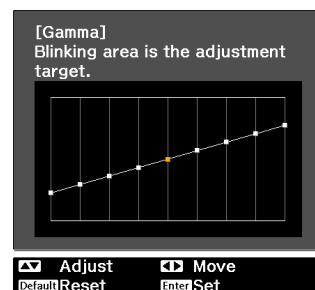 [Gamma]
Blinking area is the adjustment
target.
Adjust Move
Default Reset Enter Set